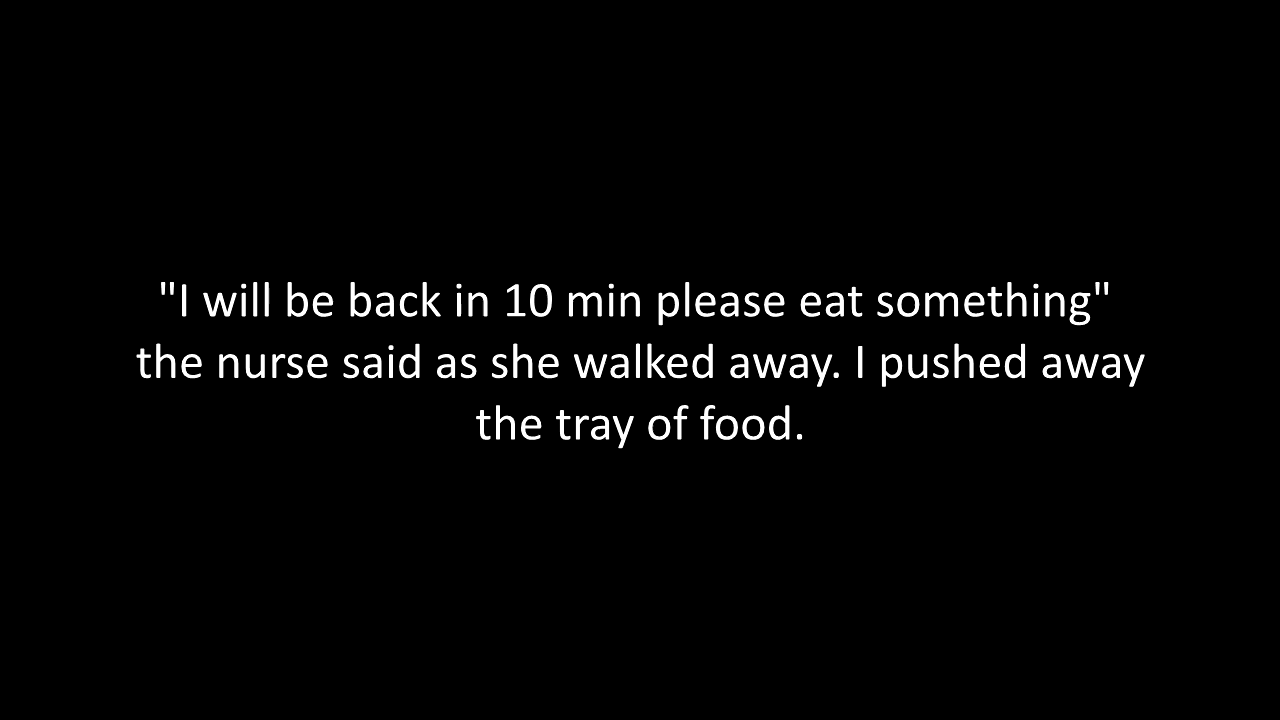 "I will be back in 10 min please eat something"
the nurse said as she walked away. I pushed away
the tray of food.